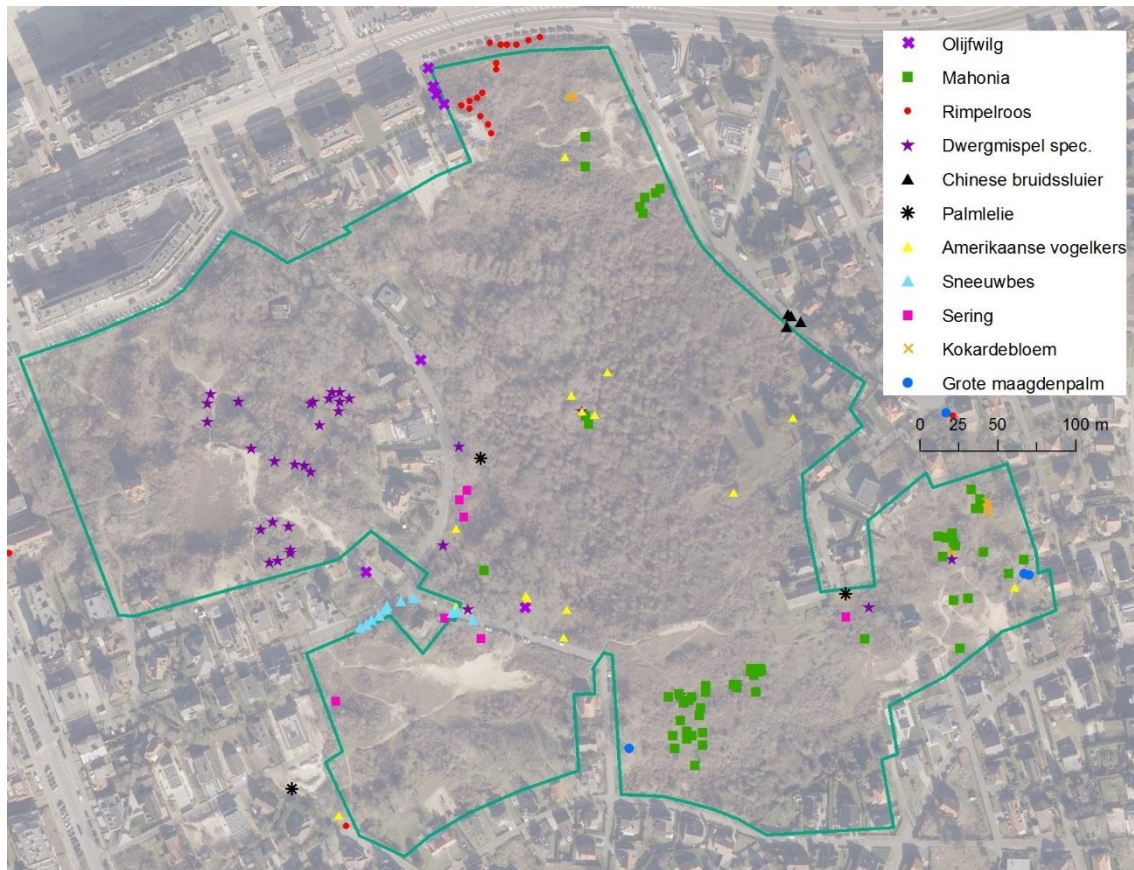 Olijfwilg
Mahonia
Rimpelroos
Dwergmispel spec.
Chinese bruidssluier
Palmlelie
Amerikaanse vogelkers
Sneeuwbes
Sering
Kokardebloem
Grote maagdenpalm
0 25 50 100 m